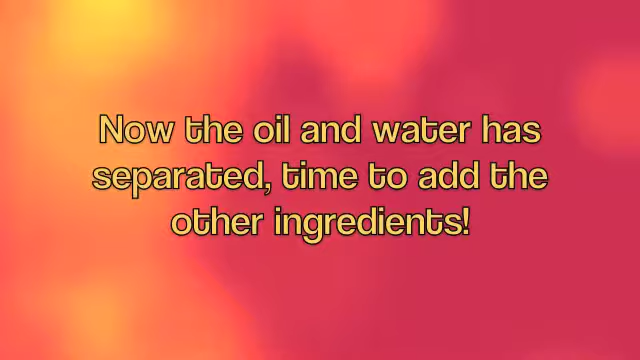 Now the oil and water has
separated, time to add the
other ingredients!